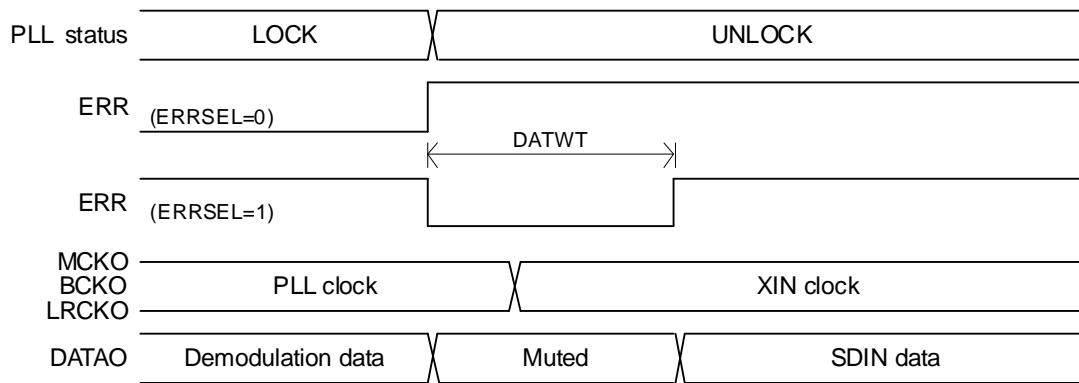 PLL status LOCK UNLOCK
ERR (ERRSEL=0)
DATWT
ERR (ERRSEL=1)
MCKO
BCKO PLL clock XIN clock
LRCKO
DATAO Demodulation data Muted SDIN data